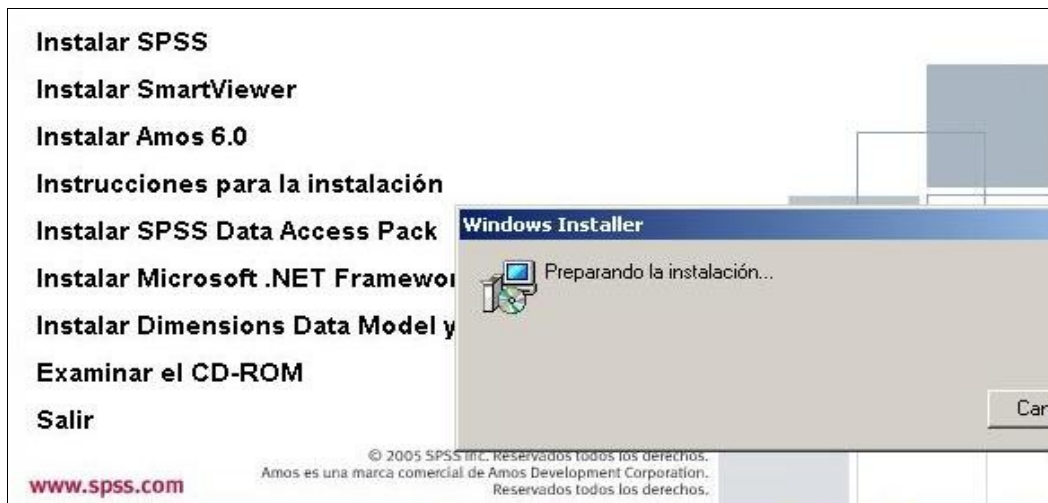 Instalar SPSS
Instalar SmartViewer
Instalar Amos 6.0
Instrucciones para la instalación
Instalar SPSS Data Access Pack
Instalar Microsoft .NET
Instalar Dimensions Data Model y
Examinar el CD-ROM
Salir
Windows Installer
Preparando la instalación...
© 2005 SPSS Inc. Reservados todos los derechos.
Amos es una marca comercial de Amos Development Corporation.
Reservados todos los derechos.
www.spss.com